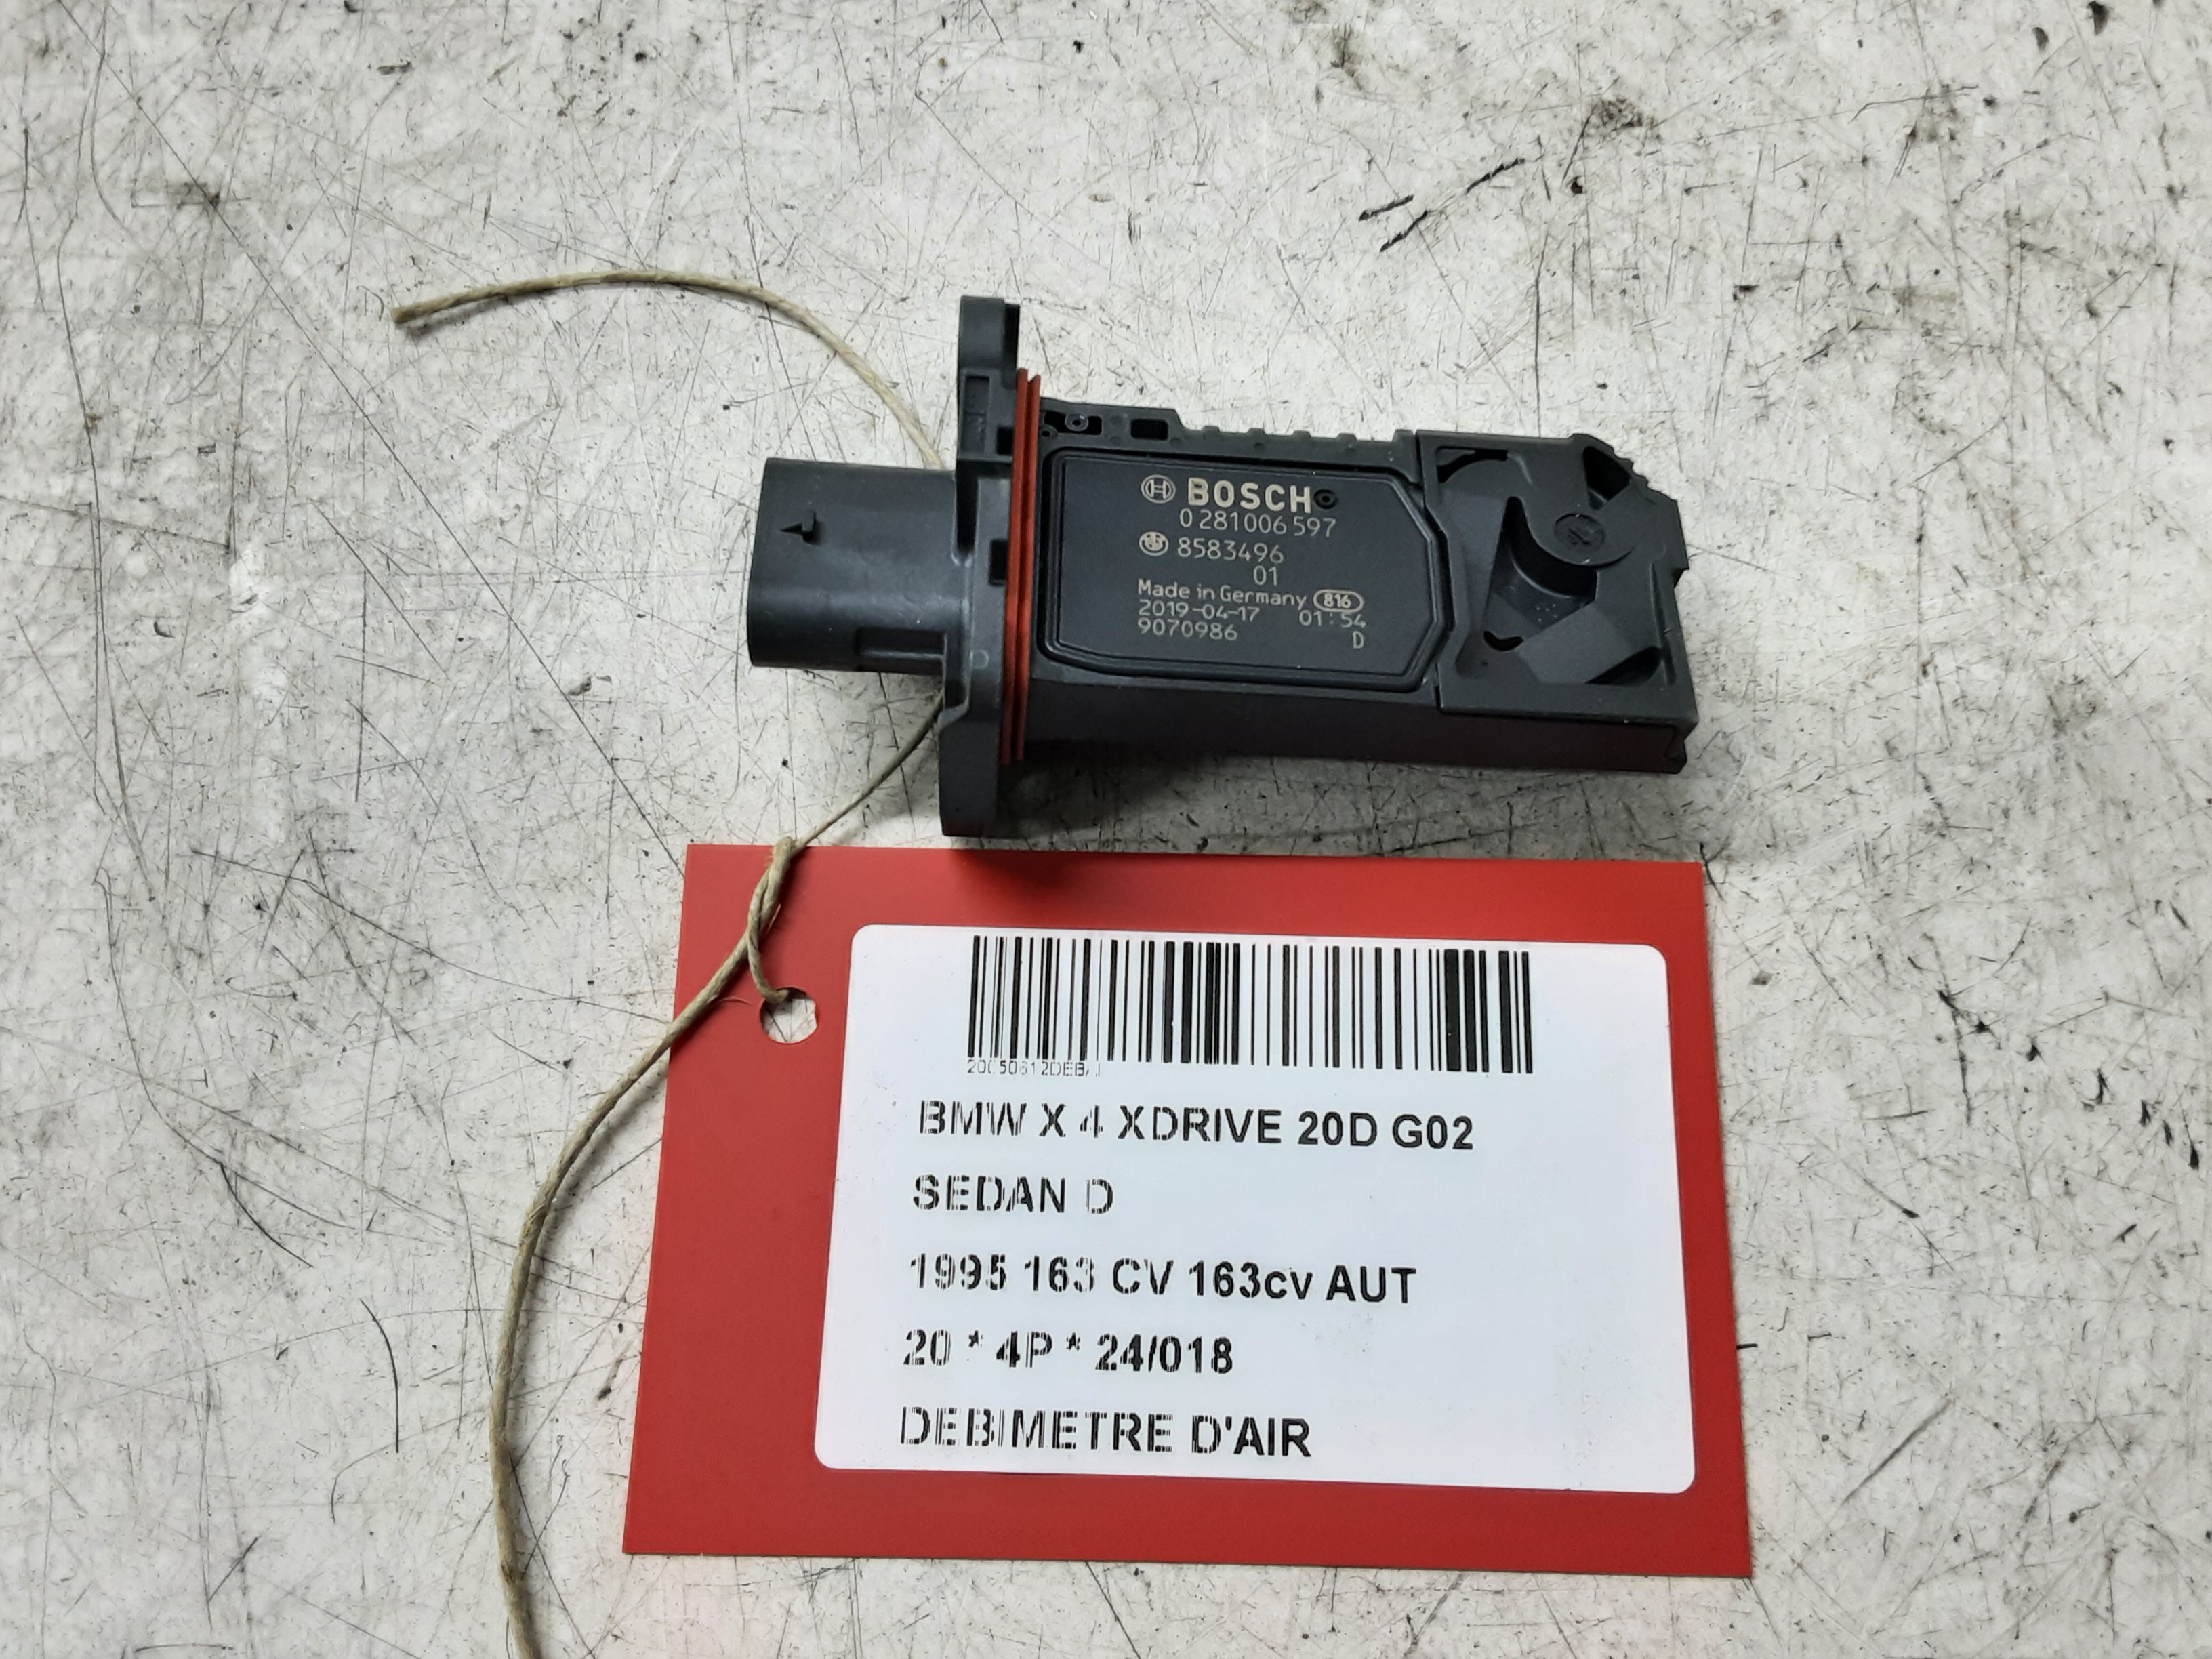 BOSCH
0 281 006 597
8583496
01
Made in Germany 816
2019-04-17 01:54
9070986 D
BMW X 4 XDRIVE 20D G02
SEDAN D
1995 163 CV 163cv AUT
20 * 4P * 24/018
DEBIMETRE D'AIR